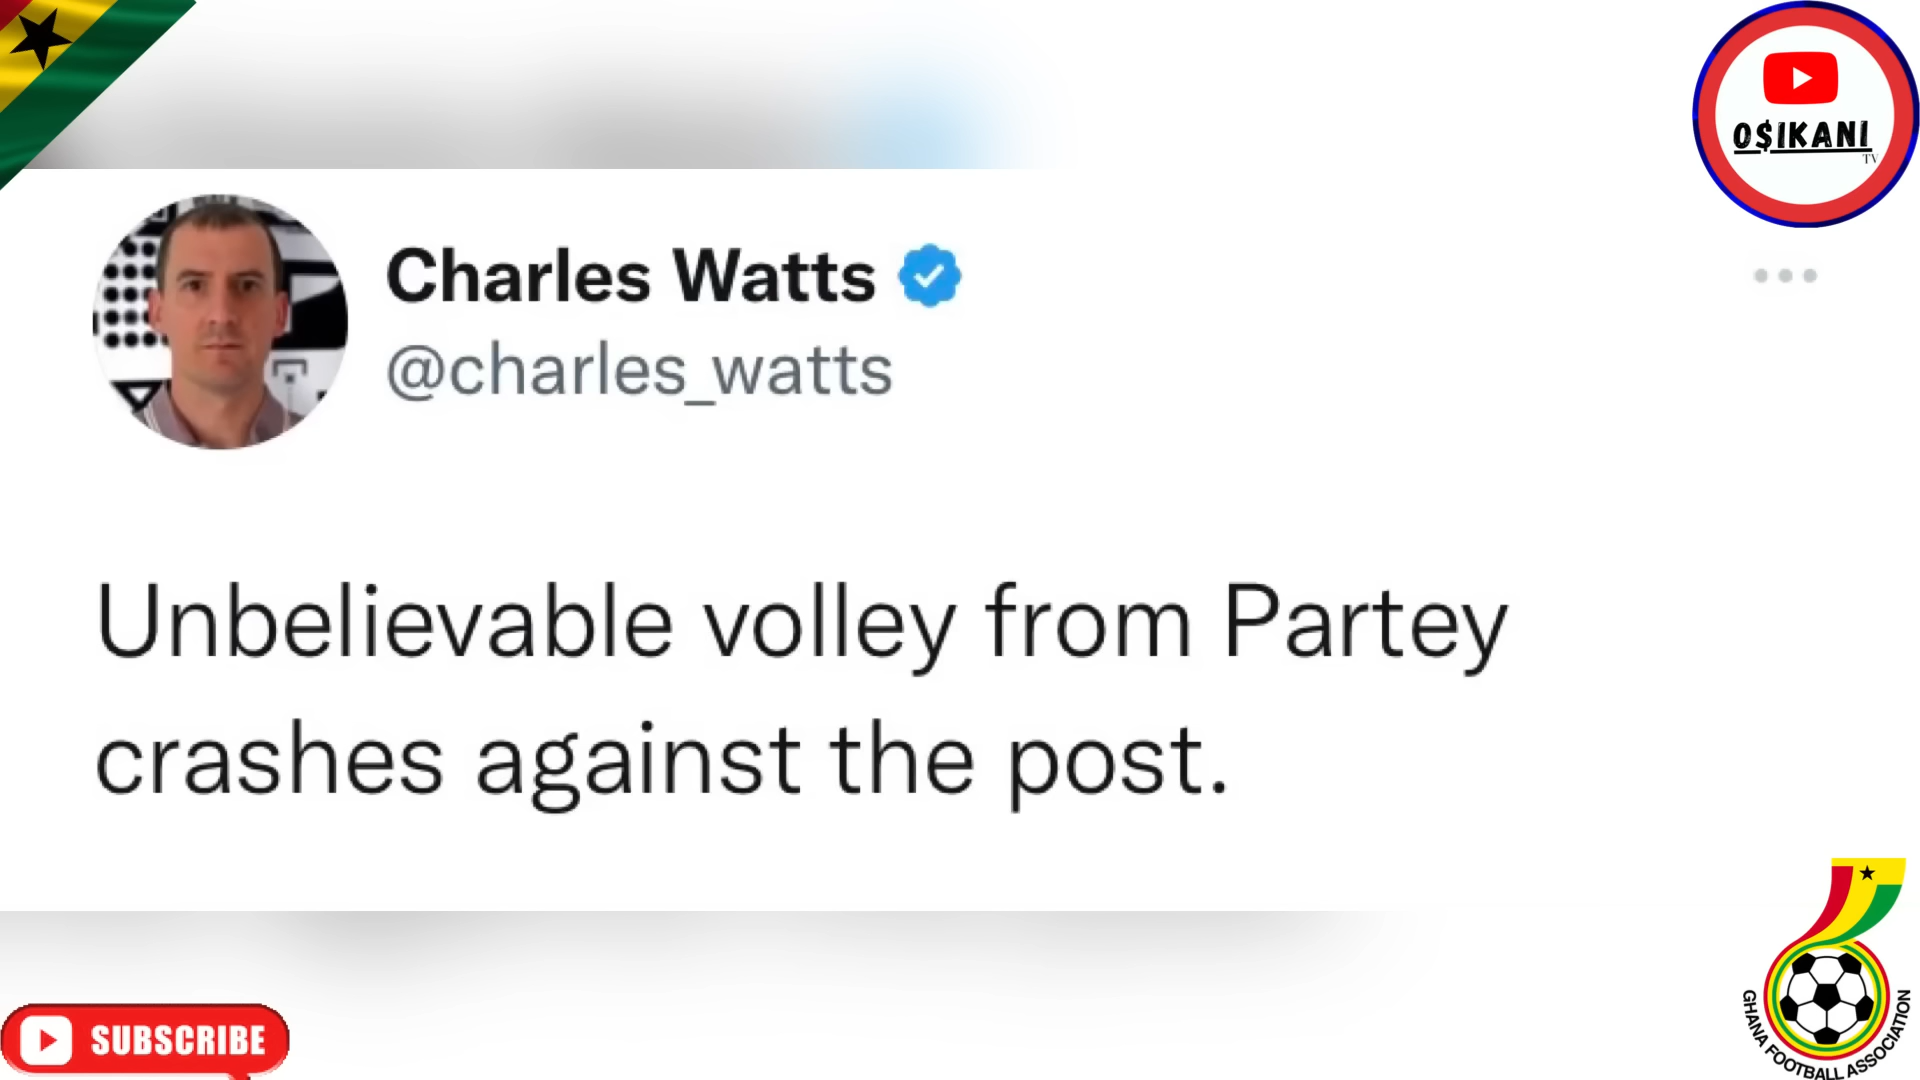 O$IKANI
TV
Charles Watts
@charles_watts
Unbelievable volley from Partey
crashes against the post.
SUBSCRIBE
GHANA FOOTBALL ASSOCIATION